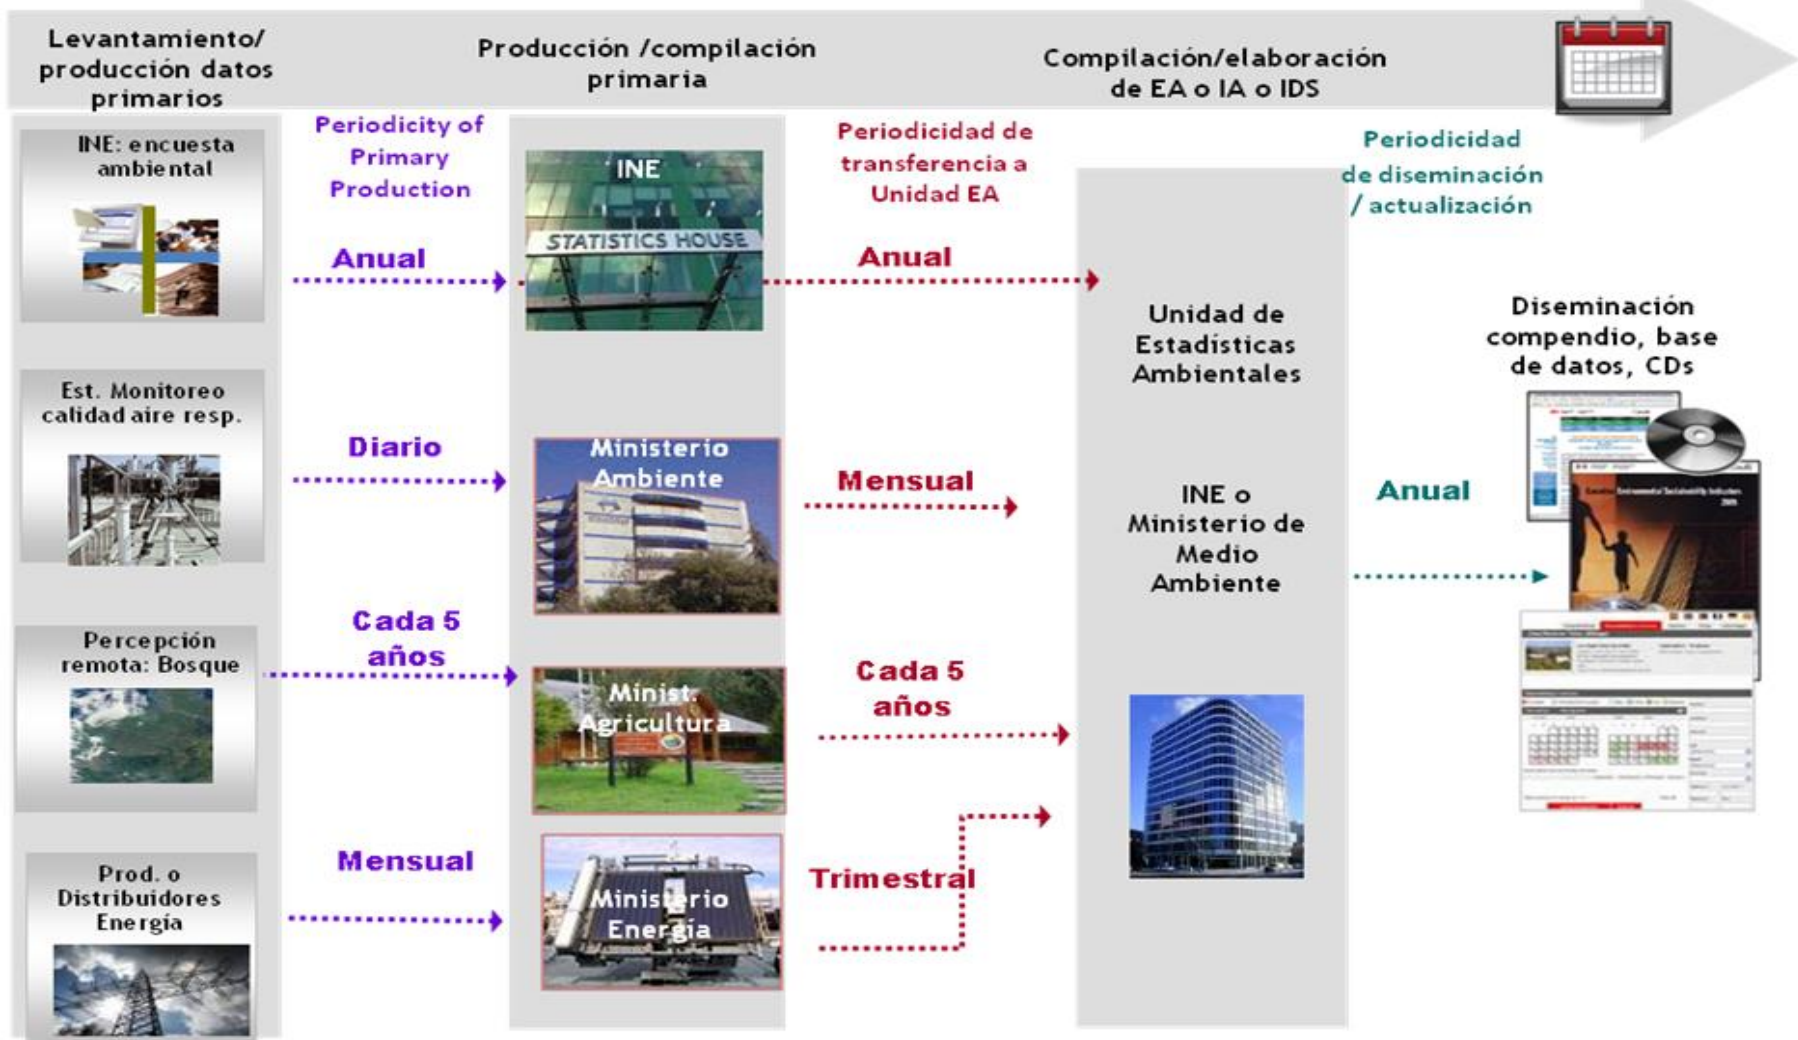 Levantamiento/
producción datos
primarios
Producción /compilación
primaria
Compilación/elaboración
de EA o IA o IDS
INE: encuesta
ambiental
Periodicity of
Primary
Production
Anual
INE
STATISTICS HOUSE
Periodicidad de
transferencia a
Unidad EA
Anual
Periodicidad
de diseminación
/ actualización
Est. Monitoreo
calidad aire resp.
Diario
Ministerio
Ambiente
Mensual
Unidad de
Estadísticas
Ambientales
INE o
Ministerio de
Medio
Ambiente
Anual
Diseminación
compendio, base
de datos, CDs
Environmental Sustainability Indicators
Percepción
remota: Bosque
Cada 5
años
Minist.
Agricultura
Cada 5
años
Prod. o
Distribuidores
Energía
Mensual
Ministerio
Energía
Trimestral